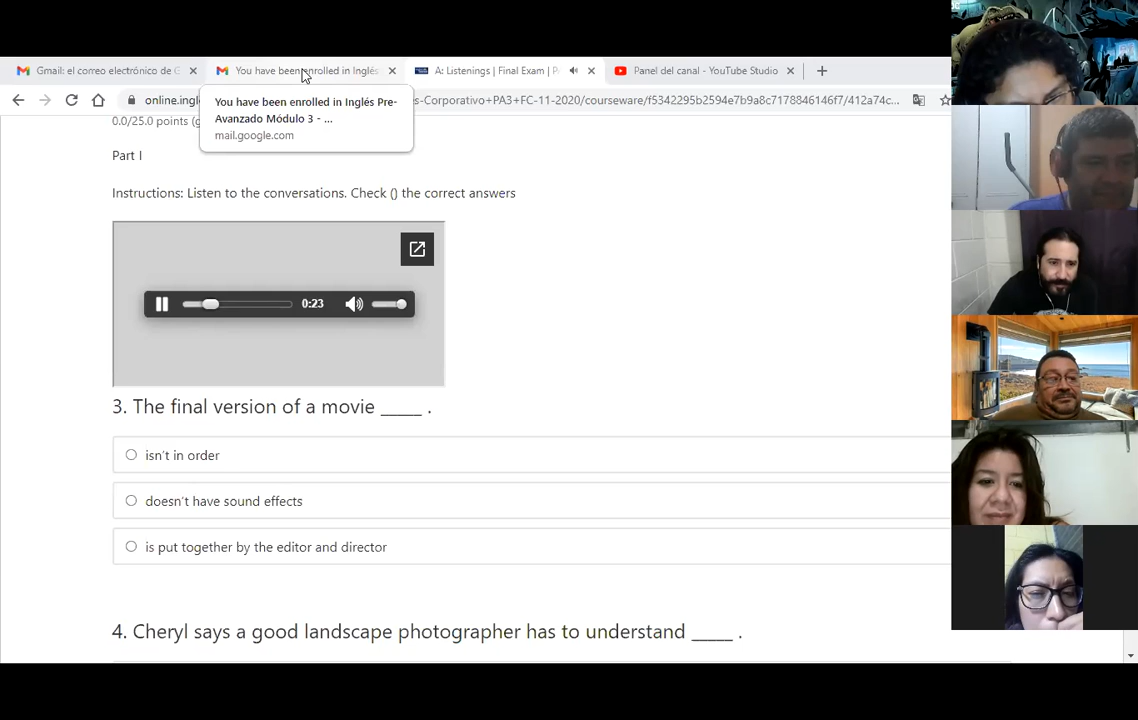 Gmail: el correo electrónico de G
You have been enrolled in Inglés
A: Listenings | Final Exam | P
Panel del canal - YouTube Studio
online.ingl
s-Corporativo+PA3+FC-11-2020/courseware/f5342295b2594e7b9a8c7178846146f7/412a74c...
You have been enrolled in Inglés Pre-
Avanzado Módulo 3 - ...
mail.google.com
0.0/25.0 points (g
Part I
Instructions: Listen to the conversations. Check () the correct answers
0:23
3. The final version of a movie _____ .
isn't in order
doesn't have sound effects
is put together by the editor and director
4. Cheryl says a good landscape photographer has to understand _____ .